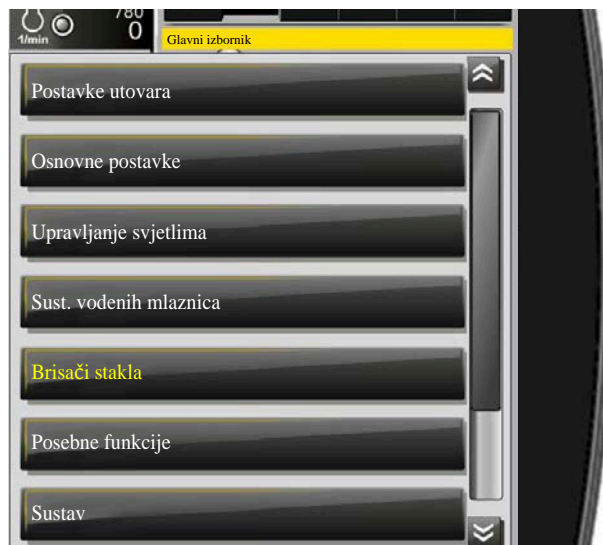 780
1/min
0
Glavni izbornik
Postavke utovara
Osnovne postavke
Upravljanje svjetlima
Sust. vodenih mlaznica
Brisači stakla
Posebne funkcije
Sustav